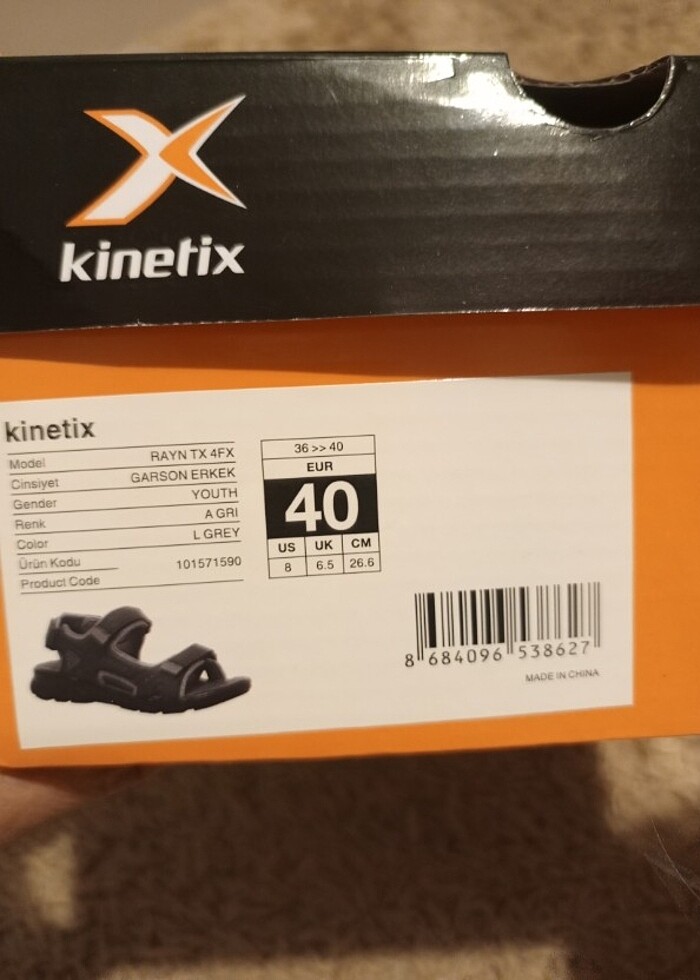 kinetix
kinetix
Model RAYN TX 4FX
Cinsiyet GARSON ERKEK
Gender YOUTH
Renk A GRI
Color L GREY
Ürün Kodu 101571590
Product Code
36 >> 40
EUR
40
US UK CM
8 6.5 26.6
8 684096 538627
MADE IN CHINA